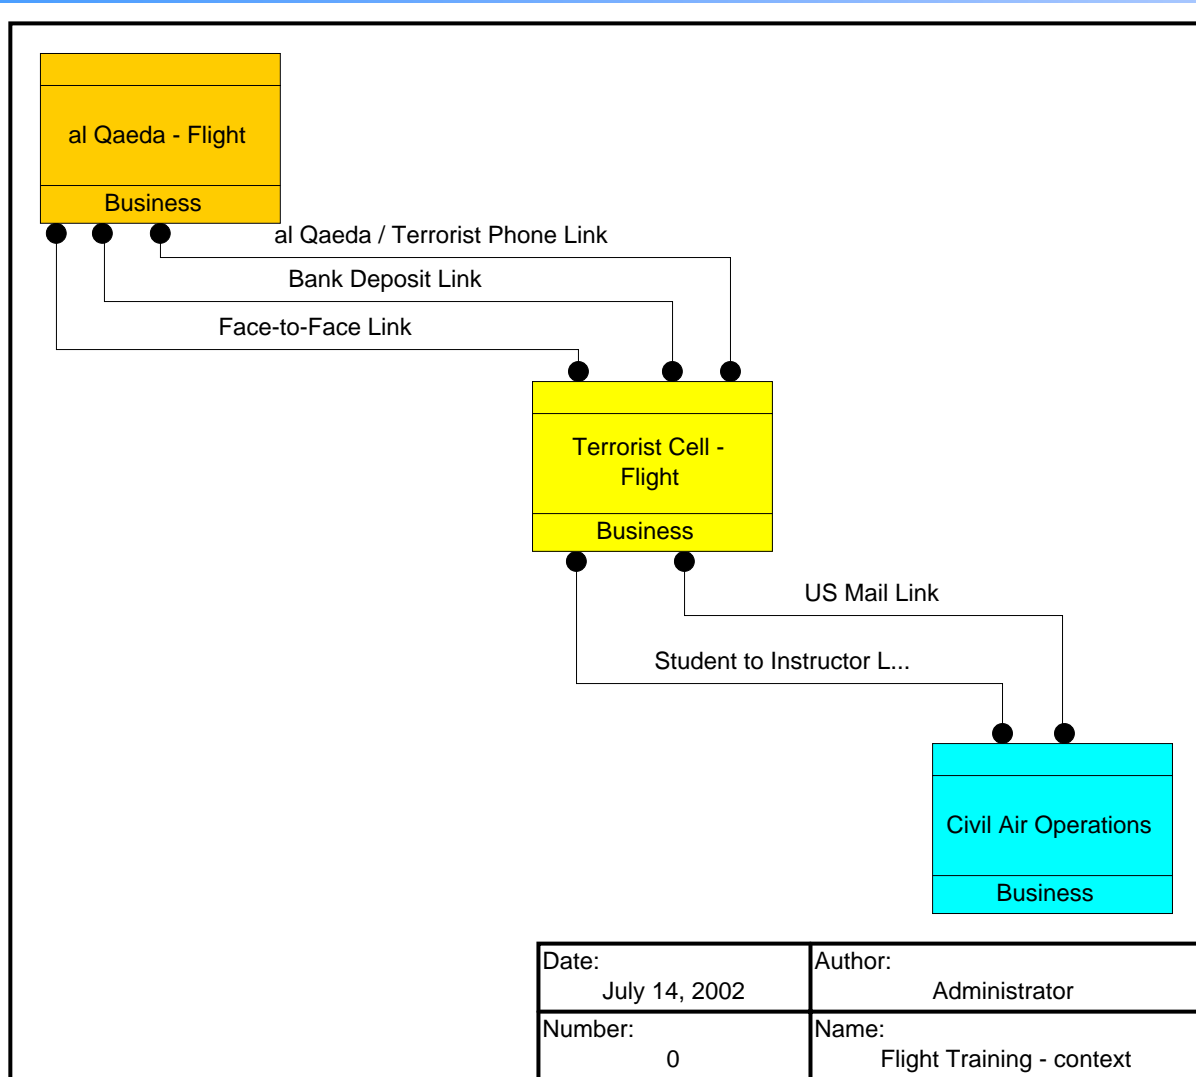 al Qaeda - Flight
Business
al Qaeda / Terrorist Phone Link
Bank Deposit Link
Face-to-Face Link
Terrorist Cell -
Flight
Business
US Mail Link
Student to Instructor L...
Civil Air Operations
Business
Date:
July 14, 2002
Author:
Administrator
Number:
0
Name:
Flight Training - context